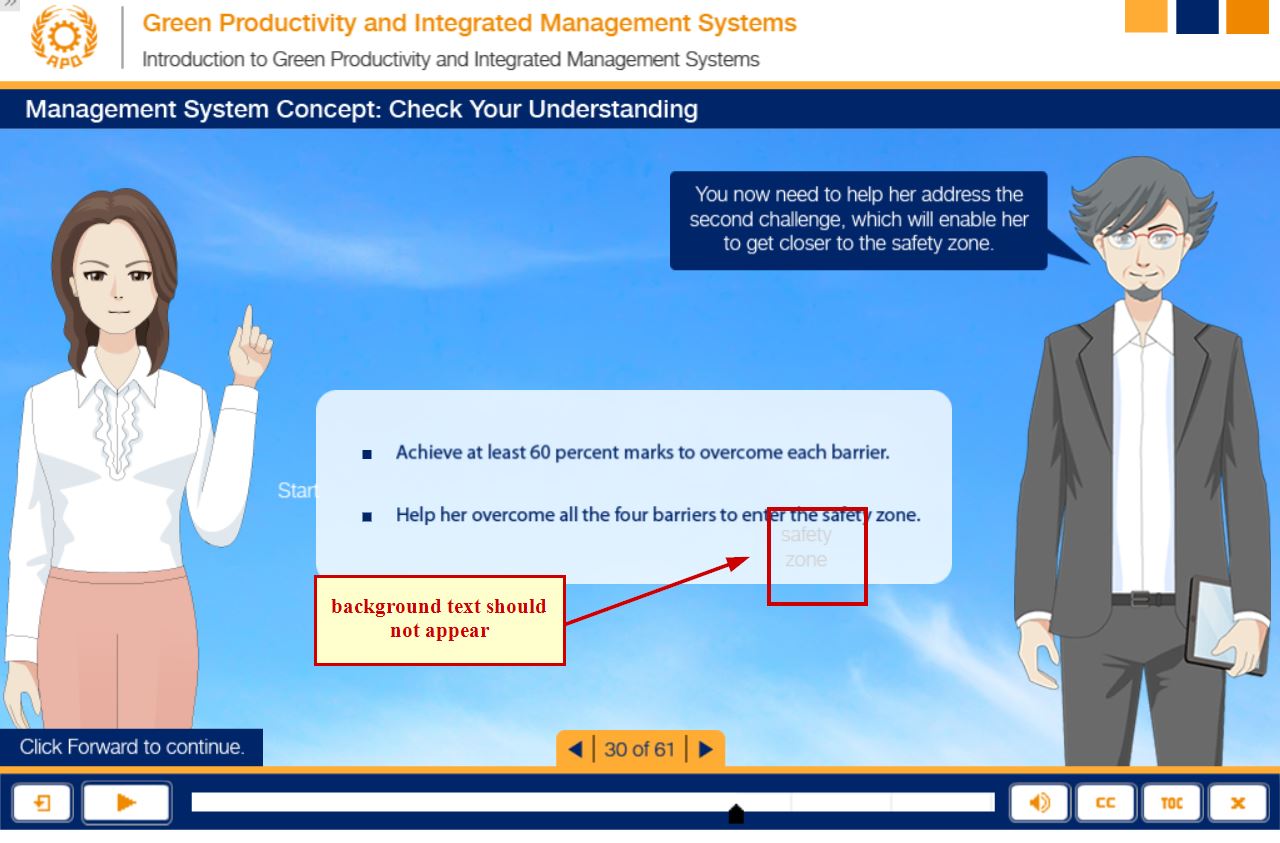 »
APO
Green Productivity and Integrated Management Systems
Introduction to Green Productivity and Integrated Management Systems
Management System Concept: Check Your Understanding
You now need to help her address the
second challenge, which will enable her
to get closer to the safety zone.
■ Achieve at least 60 percent marks to overcome each barrier.
Start
■ Help her overcome all the four barriers to enter the safety zone.
safety
zone
background text should
not appear
Click Forward to continue.
30 of 61
CC
TOC